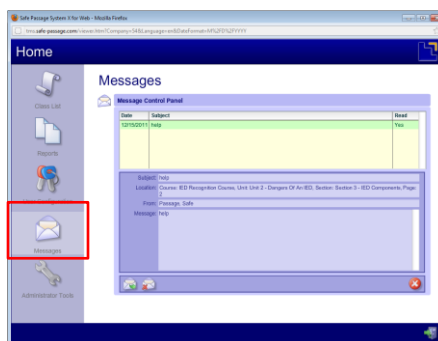 Safe Passage System II for Web - Mozilla Firefox
Home
Messages
Class List
Message Control Panel
Date Subject Read
12/15/2011 help Yes
Reports
Subject: help
Location: Course: IED Recognition Course, Unit: Unit 2 - Dangers Of An IED, Section: Section 3 - IED Components, Page:
2
From: Passage, Safe
Message: help
Messages
Administrator Tools